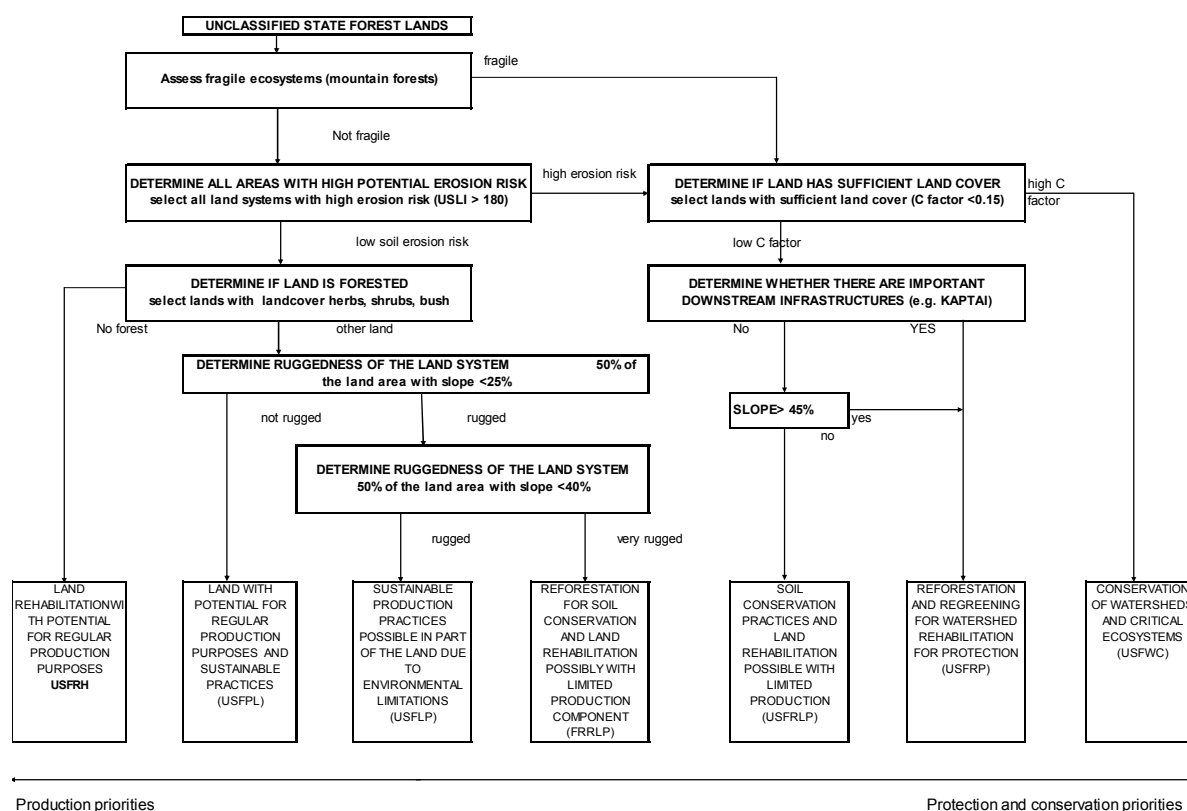 UNCLASSIFIED STATE FOREST LANDS
Assess fragile ecosystems (mountain forests)
fragile
Not fragile
DETERMINE ALL AREAS WITH HIGH POTENTIAL EROSION RISK
select all land systems with high erosion risk (USLI > 180)
high erosion risk
DETERMINE IF LAND HAS SUFFICIENT LAND COVER
select lands with sufficient land cover (C factor <0.15)
high C
factor
low soil erosion risk
low C factor
DETERMINE IF LAND IS FORESTED
select lands with landcover herbs, shrubs, bush
DETERMINE WHETHER THERE ARE IMPORTANT
DOWNSTREAM INFRASTRUCTURES (e.g. KAPTAI)
No forest
other land
No
YES
DETERMINE RUGGEDNESS OF THE LAND SYSTEM 50% of
the land area with slope <25%
SLOPE> 45%
yes
no
not rugged
rugged
DETERMINE RUGGEDNESS OF THE LAND SYSTEM
50% of the land area with slope <40%
rugged
very rugged
LAND
REHABILITATIONWI
TH POTENTIAL
FOR REGULAR
PRODUCTION
PURPOSES
USFRH
LAND WITH
POTENTIAL FOR
REGULAR
PRODUCTION
PURPOSES AND
SUSTAINABLE
PRACTICES
(USFPL)
SUSTAINABLE
PRODUCTION
PRACTICES
POSSIBLE IN PART
OF THE LAND DUE
TO
ENVIRONMENTAL
LIMITATIONS
(USFLP)
REFORESTATION
FOR SOIL
CONSERVATION
AND LAND
REHABILITATION
POSSIBLY WITH
LIMITED
PRODUCTION
COMPONENT
(FRRLP)
SOIL
CONSERVATION
PRACTICES AND
LAND
REHABILITATION
POSSIBLE WITH
LIMITED
PRODUCTION
(USFRLP)
REFORESTATION
AND REGREENING
FOR WATERSHED
REHABILITATION
FOR PROTECTION
(USFRP)
CONSERVATION
OF WATERSHEDS
AND CRITICAL
ECOSYSTEMS
(USFWC)
Production priorities
Protection and conservation priorities